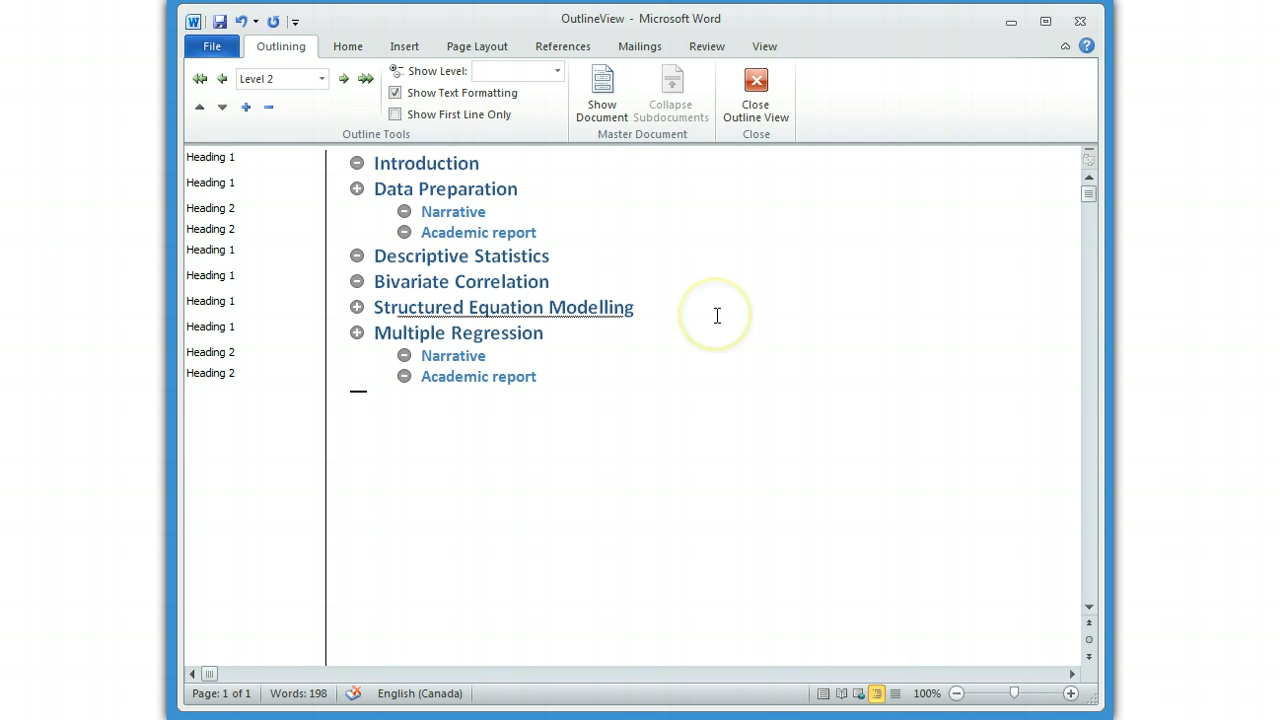 OutlineView - Microsoft Word
File Outlining Home Insert Page Layout References Mailings Review View
Level 2
Show Level:
Show Text Formatting
Show First Line Only
Outline Tools
Show Document
Collapse Subdocuments
Master Document
Close Outline View
Close
Heading 1 Introduction
Heading 1 Data Preparation
Heading 2 Narrative
Heading 2 Academic report
Heading 1 Descriptive Statistics
Heading 1 Bivariate Correlation
Heading 1 Structured Equation Modelling
Heading 1 Multiple Regression
Heading 2 Narrative
Heading 2 Academic report
Page: 1 of 1 Words: 198 English (Canada) 100%